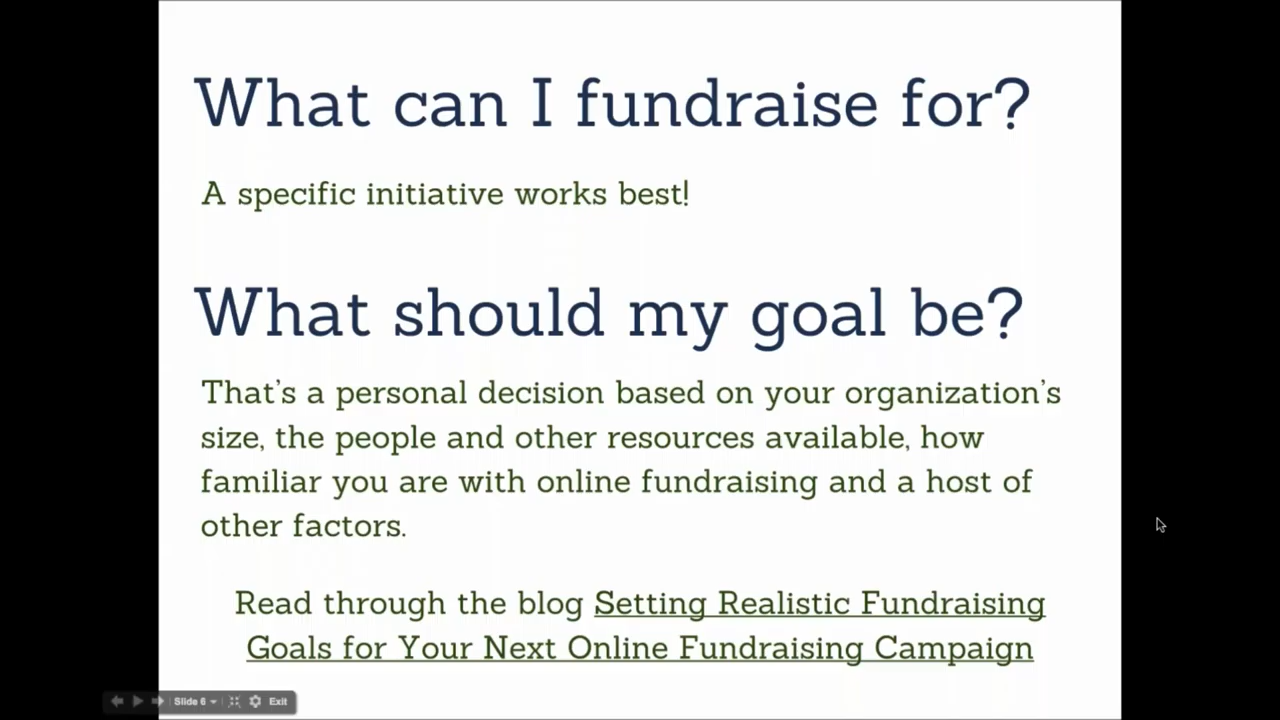 What can I fundraise for?
A specific initiative works best!
What should my goal be?
That's a personal decision based on your organization's
size, the people and other resources available, how
familiar you are with online fundraising and a host of
other factors.
Read through the blog Setting Realistic Fundraising
Goals for Your Next Online Fundraising Campaign
Slide 6 Exit